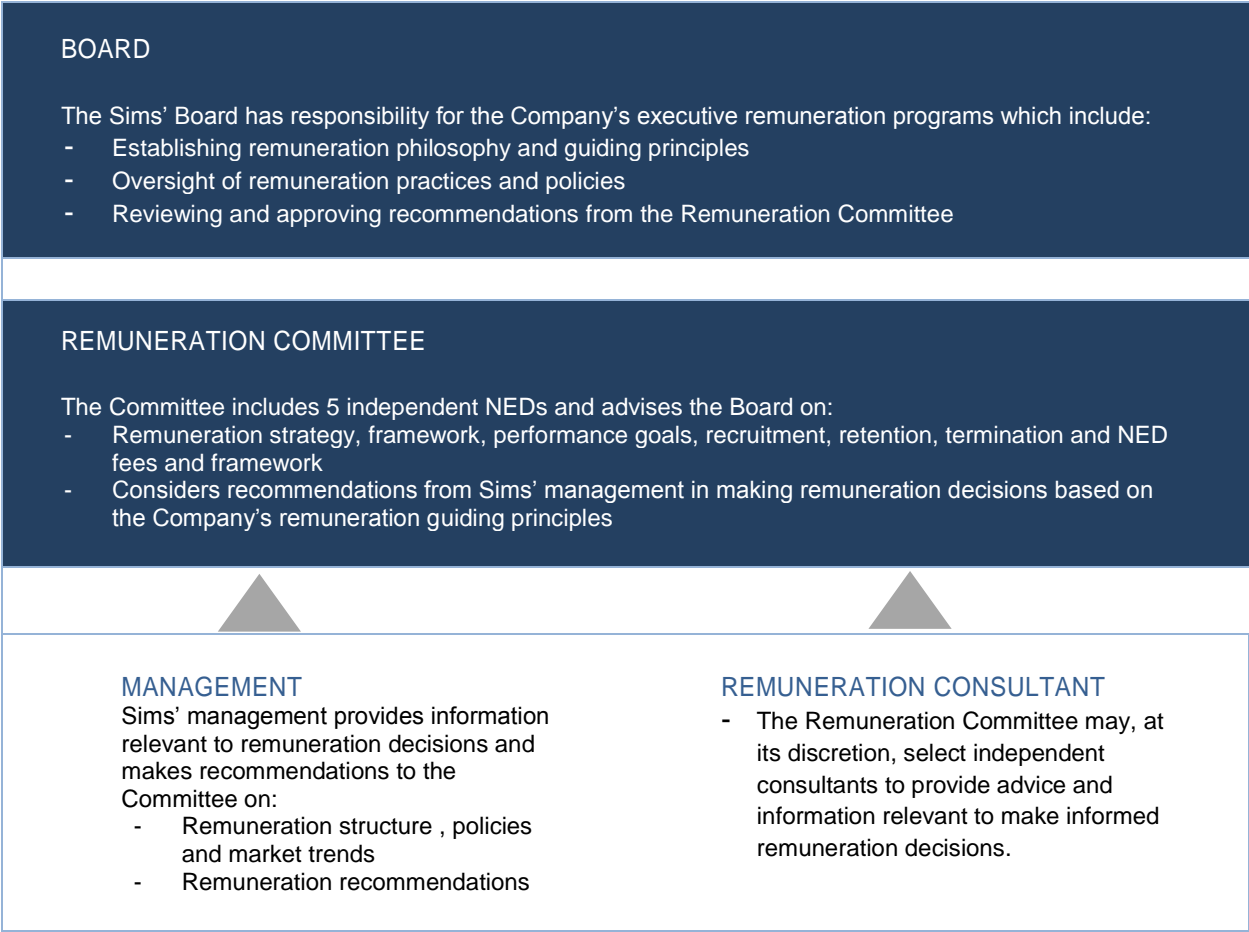 BOARD
The Sims’ Board has responsibility for the Company’s executive remuneration programs which include:
- Establishing remuneration philosophy and guiding principles
- Oversight of remuneration practices and policies
- Reviewing and approving recommendations from the Remuneration Committee
REMUNERATION COMMITTEE
The Committee includes 5 independent NEDs and advises the Board on:
- Remuneration strategy, framework, performance goals, recruitment, retention, termination and NED
fees and framework
- Considers recommendations from Sims’ management in making remuneration decisions based on
the Company’s remuneration guiding principles
MANAGEMENT
Sims’ management provides information
relevant to remuneration decisions and
makes recommendations to the
Committee on:
- Remuneration structure , policies
and market trends
- Remuneration recommendations
REMUNERATION CONSULTANT
- The Remuneration Committee may, at
its discretion, select independent
consultants to provide advice and
information relevant to make informed
remuneration decisions.